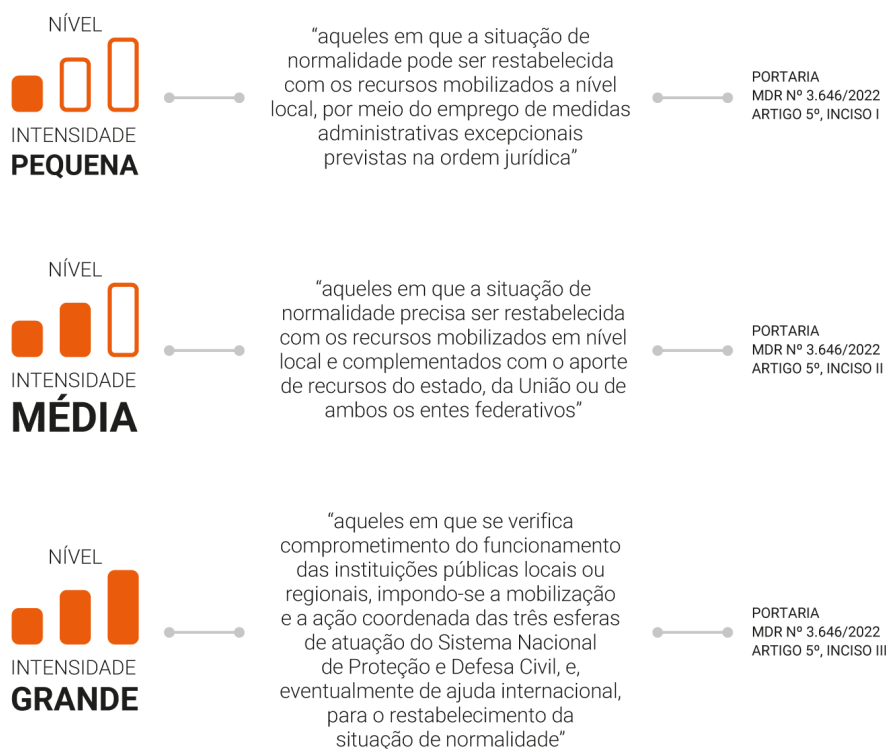 NÍVEL
INTENSIDADE
PEQUENA
“aqueles em que a situação de
normalidade pode ser restabelecida
com os recursos mobilizados a nível
local, por meio do emprego de medidas
administrativas excepcionais
previstas na ordem jurídica”
PORTARIA
MDR Nº 3.646/2022
ARTIGO 5º, INCISO I
NÍVEL
INTENSIDADE
MÉDIA
“aqueles em que a situação de
normalidade precisa ser restabelecida
com os recursos mobilizados em nível
local e complementados com o aporte
de recursos do estado, da União ou de
ambos os entes federativos”
PORTARIA
MDR Nº 3.646/2022
ARTIGO 5º, INCISO II
NÍVEL
INTENSIDADE
GRANDE
“aqueles em que se verifica
comprometimento do funcionamento
das instituições públicas locais ou
regionais, impondo-se a mobilização
e a ação coordenada das três esferas
de atuação do Sistema Nacional
de Proteção e Defesa Civil, e,
eventualmente de ajuda internacional,
para o restabelecimento da
situação de normalidade”
PORTARIA
MDR Nº 3.646/2022
ARTIGO 5º, INCISO III